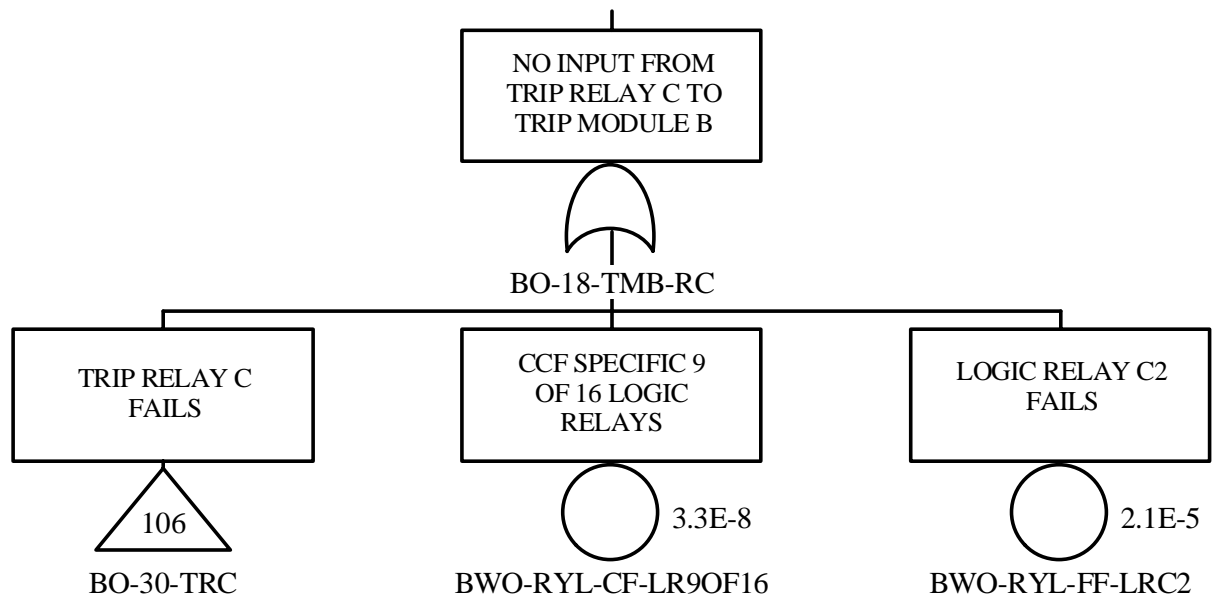 NO INPUT FROM
TRIP RELAY C TO
TRIP MODULE B
BO-18-TMB-RC
TRIP RELAY C
FAILS
106
BO-30-TRC
CCF SPECIFIC 9
OF 16 LOGIC
RELAYS
3.3E-8
BWO-RYL-CF-LR9OF16
LOGIC RELAY C2
FAILS
2.1E-5
BWO-RYL-FF-LRC2